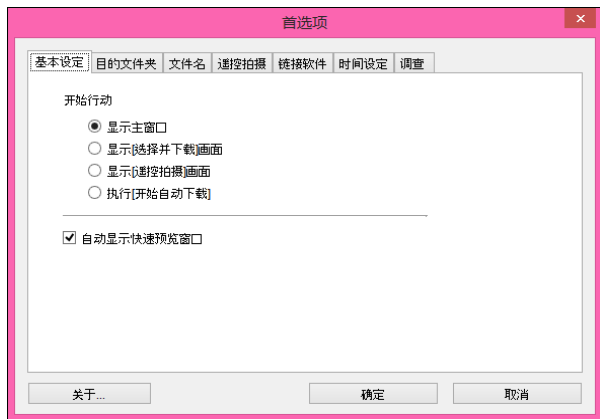 首选项
基本设定 目的文件夹 文件名 遥控拍摄 链接软件 时间设定 调查
开始行动
显示主窗口
显示[选择并下载]画面
显示[遥控拍摄]画面
执行[开始自动下载]
自动显示快速预览窗口
关于... 确定 取消